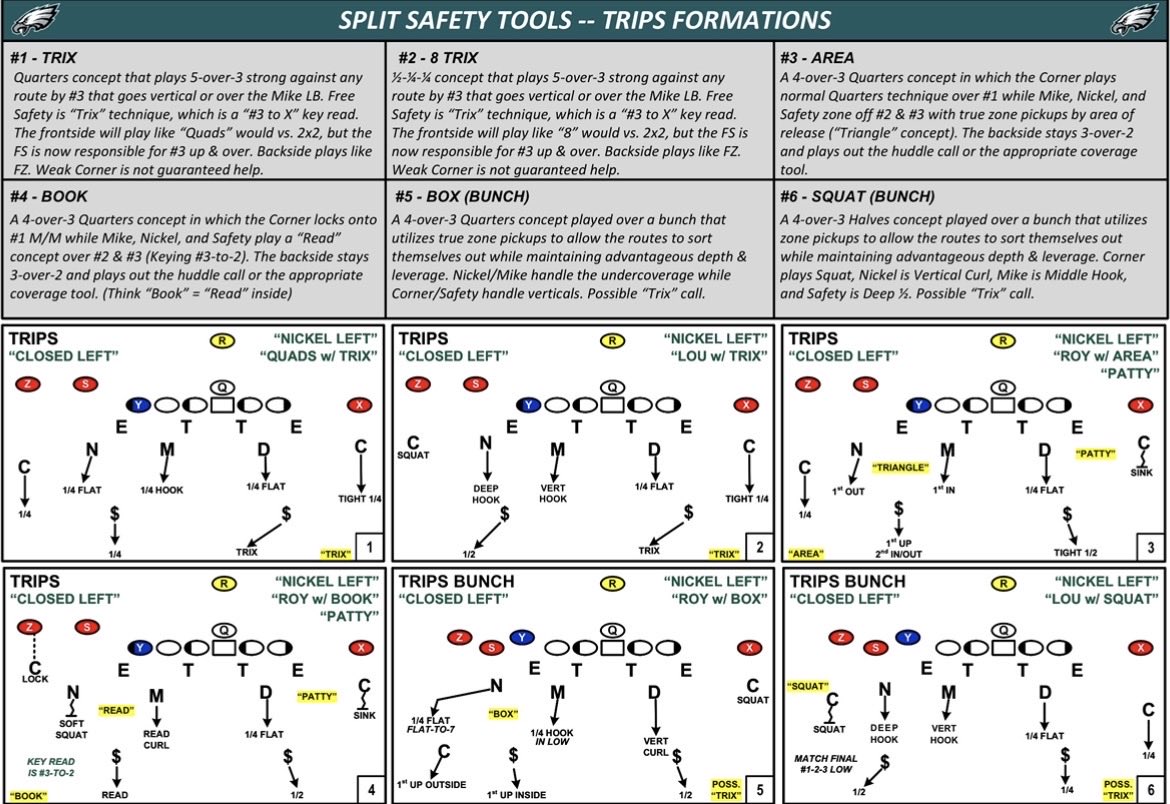 SPLIT SAFETY TOOLS -- TRIPS FORMATIONS
#1 - TRIX
Quarters concept that plays 5-over-3 strong against any
route by #3 that goes vertical or over the Mike LB. Free
Safety is “Trix” technique, which is a “#3 to X” key read.
The frontside will play like “Quads” would vs. 2x2, but the
FS is now responsible for #3 up & over. Backside plays like
FZ. Weak Corner is not guaranteed help.
#2 - 8 TRIX
½-¼-¼ concept that plays 5-over-3 strong against any
route by #3 that goes vertical or over the Mike LB. Free
Safety is “Trix” technique, which is a “#3 to X” key read.
The frontside will play like “8” would vs. 2x2, but the FS is
now responsible for #3 up & over. Backside plays like FZ.
Weak Corner is not guaranteed help.
#3 - AREA
A 4-over-3 Quarters concept in which the Corner plays
normal Quarters technique over #1 while Mike, Nickel, and
Safety zone off #2 & #3 with true zone pickups by area of
release (“Triangle” concept). The backside stays 3-over-2
and plays out the huddle call or the appropriate coverage
tool.
#4 - BOOK
A 4-over-3 Quarters concept in which the Corner locks onto
#1 M/M while Mike, Nickel, and Safety play a “Read”
concept over #2 & #3 (Keying #3-to-2). The backside stays
3-over-2 and plays out the huddle call or the appropriate
coverage tool. (Think “Book” = “Read” inside)
#5 - BOX (BUNCH)
A 4-over-3 Quarters concept played over a bunch that
utilizes true zone pickups to allow the routes to sort
themselves out while maintaining advantageous depth &
leverage. Nickel/Mike handle the undercoverage while
Corner/Safety handle verticals. Possible “Trix” call.
#6 - SQUAT (BUNCH)
A 4-over-3 Halves concept played over a bunch that utilizes
zone pickups to allow the routes to sort themselves out
while maintaining advantageous depth & leverage. Corner
plays Squat, Nickel is Vertical Curl, Mike is Middle Hook,
and Safety is Deep ½. Possible “Trix” call.
TRIPS R “NICKEL LEFT”
“CLOSED LEFT” “QUADS w/ TRIX”
Z S Q
Y X
E T T E
N M D C
C
1/4 FLAT 1/4 HOOK 1/4 FLAT TIGHT 1/4
1/4 $ $
1/4 TRIX “TRIX” 1
TRIPS R “NICKEL LEFT”
“CLOSED LEFT” “LOU w/ TRIX”
Z S Q
Y X
E T T E
C N M D C
SQUAT
DEEP VERT 1/4 FLAT TIGHT 1/4
HOOK HOOK
$ $
1/2 TRIX “TRIX” 2
TRIPS R “NICKEL LEFT”
“CLOSED LEFT” “ROY w/ AREA”
“PATTY”
Z S Q
Y X
E T T E
N M D “PATTY” C
C “TRIANGLE” SINK
1st OUT 1st IN 1/4 FLAT
1/4 $ $
1st UP
“AREA” 2nd IN/OUT TIGHT 1/2 3
TRIPS R “NICKEL LEFT”
“CLOSED LEFT” “ROY w/ BOOK”
“PATTY”
Z S Q
Y X
E T T E
C
LOCK
N M D “PATTY” C
“READ” SINK
SOFT READ 1/4 FLAT
SQUAT CURL
KEY READ $ $
IS #3-TO-2
“BOOK” READ 1/2 4
TRIPS BUNCH R “NICKEL LEFT”
“CLOSED LEFT” “ROY w/ BOX”
Z S Y Q
X
E T T E
N M D C
“BOX” SQUAT
1/4 FLAT 1/4 HOOK
FLAT-TO-7 IN LOW
VERT
CURL
C $ $
1st UP OUTSIDE 1st UP INSIDE 1/2 POSS.
“TRIX” 5
TRIPS BUNCH R “NICKEL LEFT”
“CLOSED LEFT” “LOU w/ SQUAT”
Z S Y Q
X
E T T E
“SQUAT”
C N M D C
SQUAT DEEP VERT 1/4 FLAT
HOOK HOOK
MATCH FINAL $ $ 1/4
#1-2-3 LOW
1/2 1/4 POSS.
“TRIX” 6